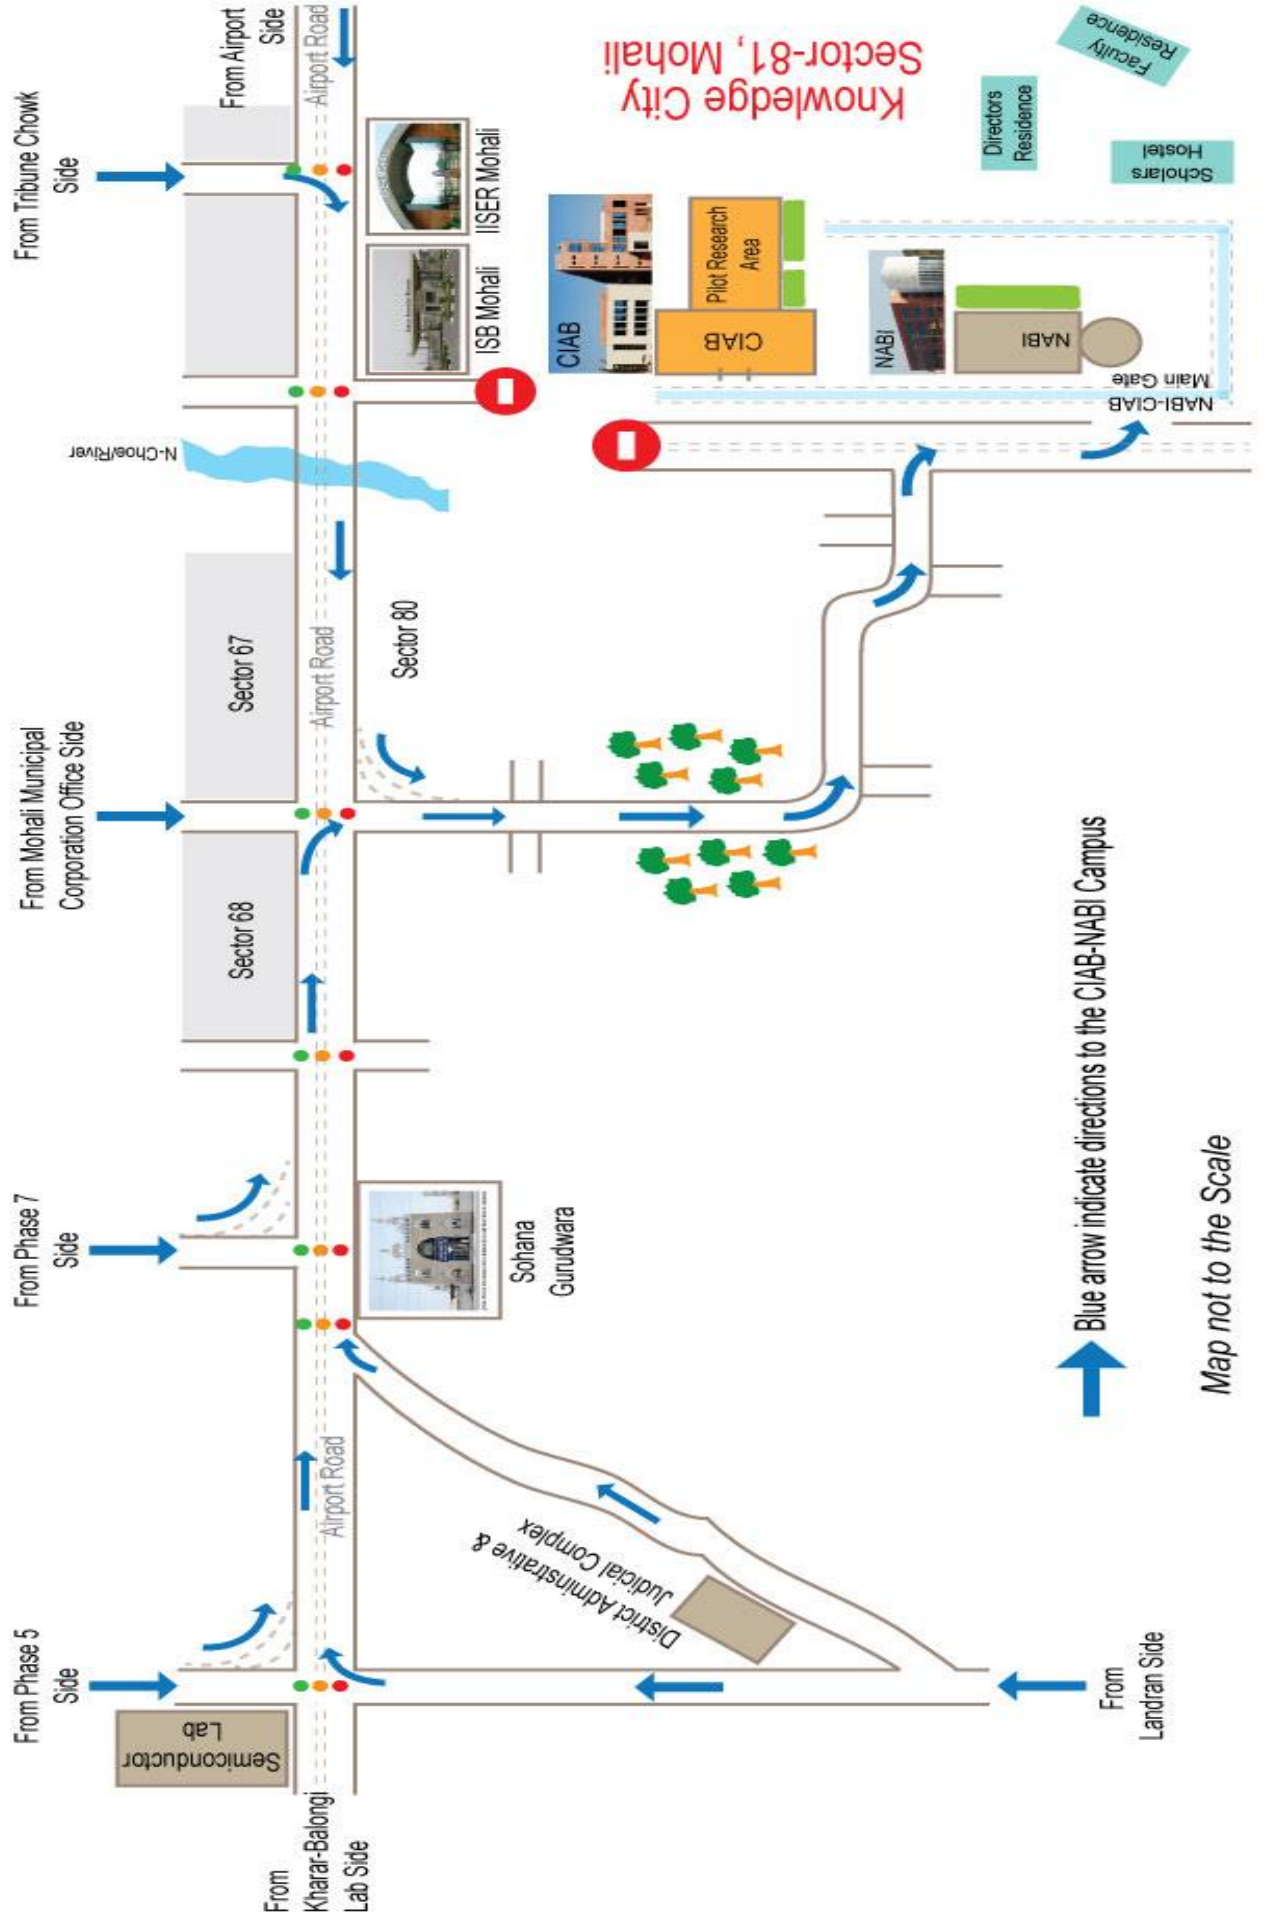 From Tribune Chowk
Side
From Airport
Side
Airport Road
IISER Mohali
ISB Mohali
Knowledge City
Sector-81, Mohali
Faculty
Residence
Directors
Residence
Scholars
Hostel
CIAB
Pilot Research
Area
CIAB
NABI
NABI
NABI-CIAB
Main Gate
N-Choe/River
From Mohali Municipal
Corporation Office Side
Sector 67
Airport Road
Sector 80
Sector 68
From Phase 7
Side
Sohana
Gurudwara
From Phase 5
Side
Semiconductor
Lab
Airport Road
District Adminstrative &
Judicial Complex
From
Kharar-Balongi
Lab Side
From
Landran Side
Blue arrow indicate directions to the CIAB-NABI Campus
Map not to the Scale